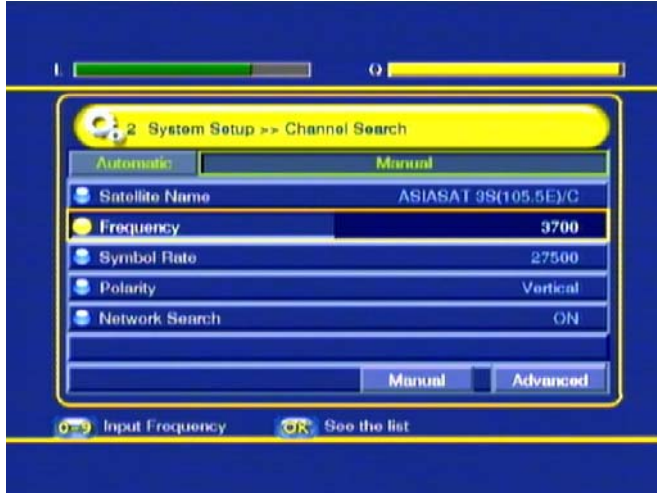 L Q
2 System Setup >> Channel Search
Automatic Manual
Satellite Name ASIASAT 3S(105.5E)/C
Frequency 3700
Symbol Rate 27500
Polarity Vertical
Network Search ON
Manual Advanced
0~9 Input Frequency OK See the list